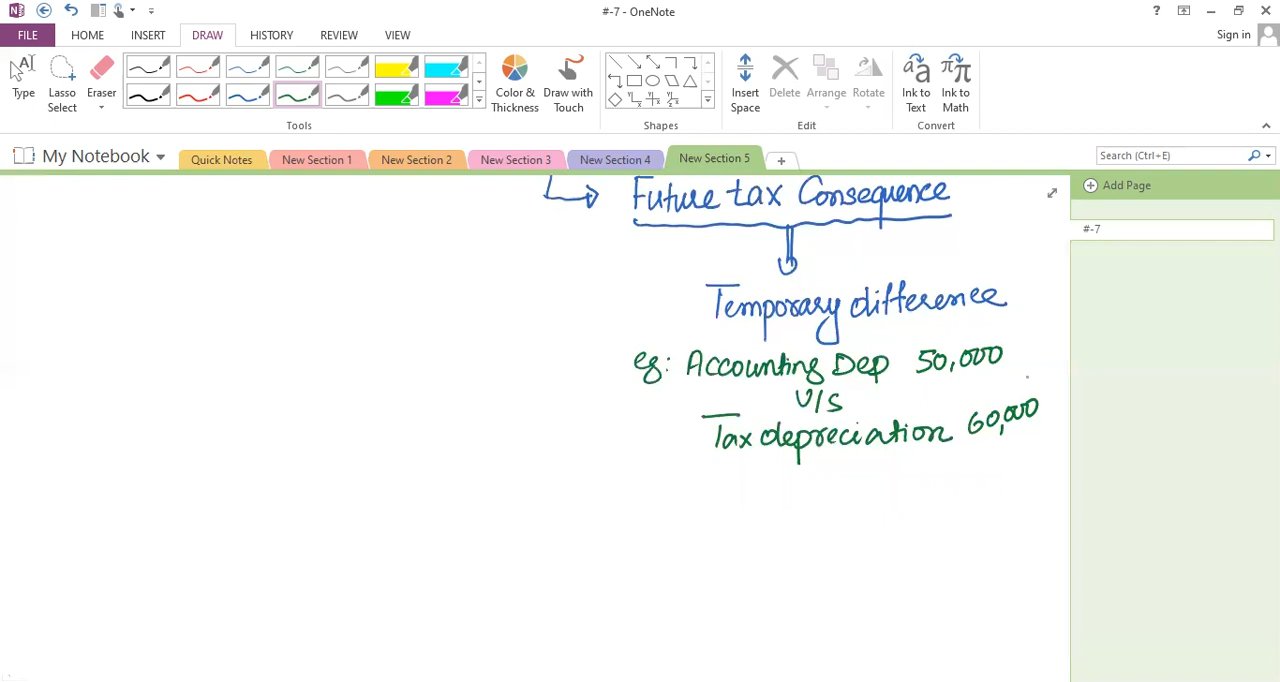 #-7 - OneNote
FILE HOME INSERT DRAW HISTORY REVIEW VIEW
Sign in
Type
Lasso Select
Eraser
Color & Thickness
Draw with Touch
Insert Space
Delete
Arrange
Rotate
Ink to Text
Ink to Math
Tools
Shapes
Edit
Convert
My Notebook
Quick Notes
New Section 1
New Section 2
New Section 3
New Section 4
New Section 5
Search (Ctrl+E)
Add Page
#-7
Future tax Consequence
Temporary difference
eg: Accounting Dep 50,000
V/S
Tax depreciation 60,000